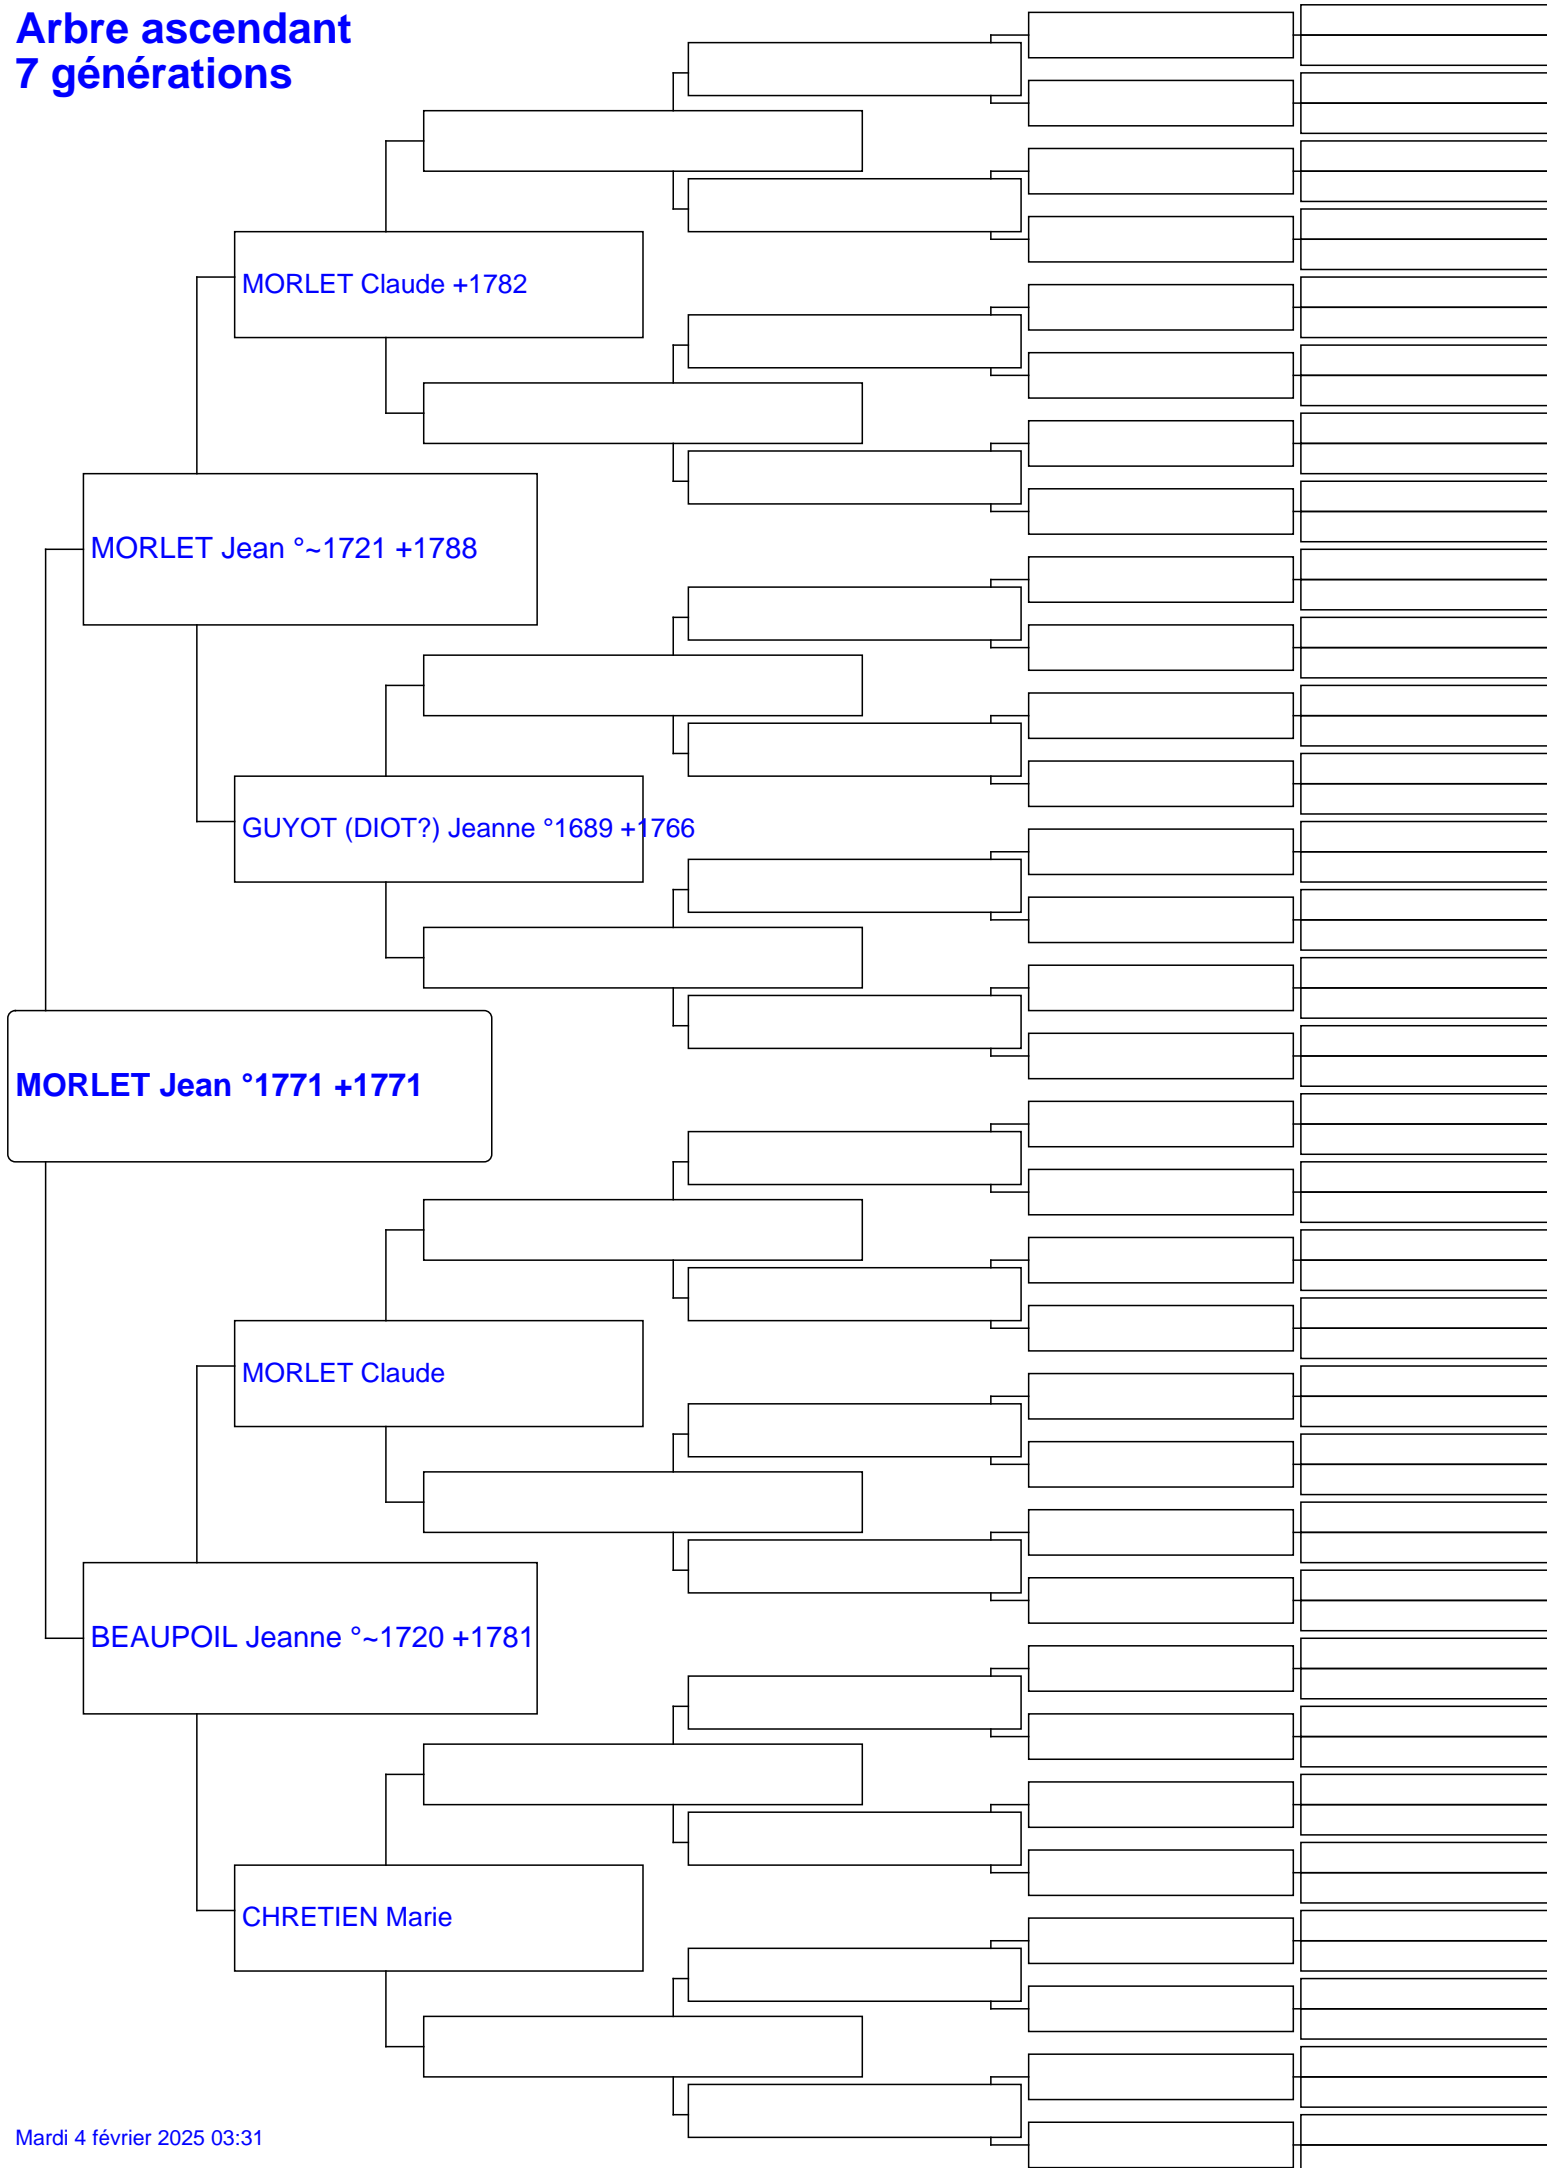 Arbre ascendant
7 générations
MORLET Claude +1782
MORLET Jean °~1721 +1788
GUYOT (DIOT?) Jeanne °1689 +1766
MORLET Jean °1771 +1771
MORLET Claude
BEAUPOIL Jeanne °~1720 +1781
CHRETIEN Marie
Mardi 4 février 2025 03:31